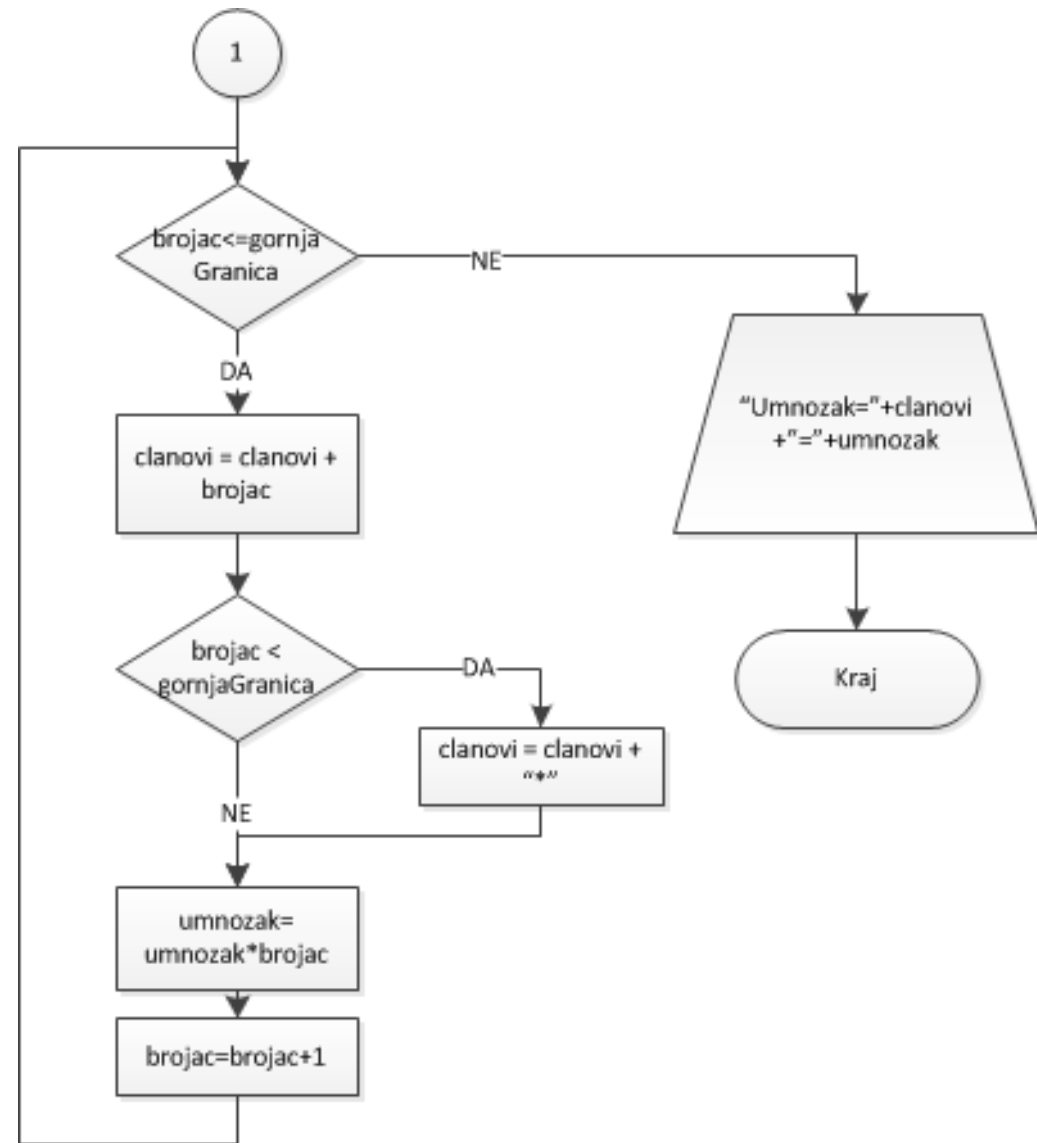 1
brojac<=gornja
Granica
NE
DA
"Umnozak="+clanovi
+"="+umnozak
clanovi = clanovi +
brojac
brojac <
gornjaGranica
DA
Kraj
clanovi = clanovi +
"*"
NE
umnozak=
umnozak*brojac
brojac=brojac+1